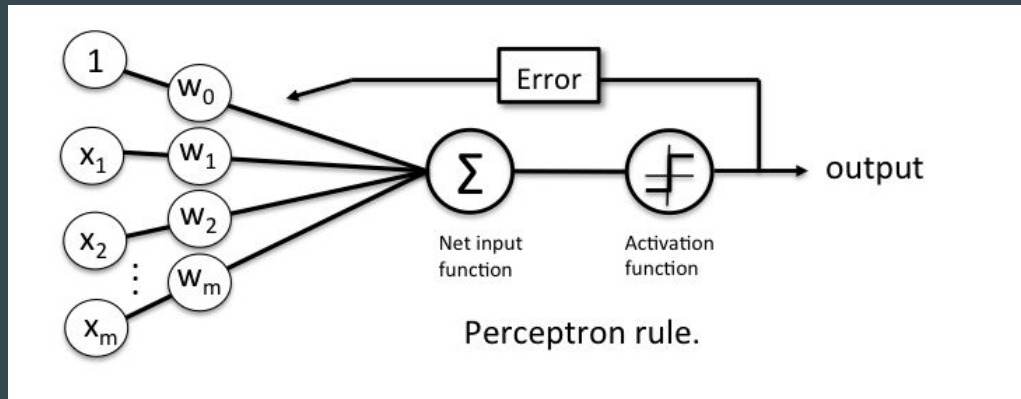 1
w₀
Error
x₁
w₁
Σ
output
x₂
w₂
Net input
function
Activation
function
⋮
wₘ
xₘ
Perceptron rule.